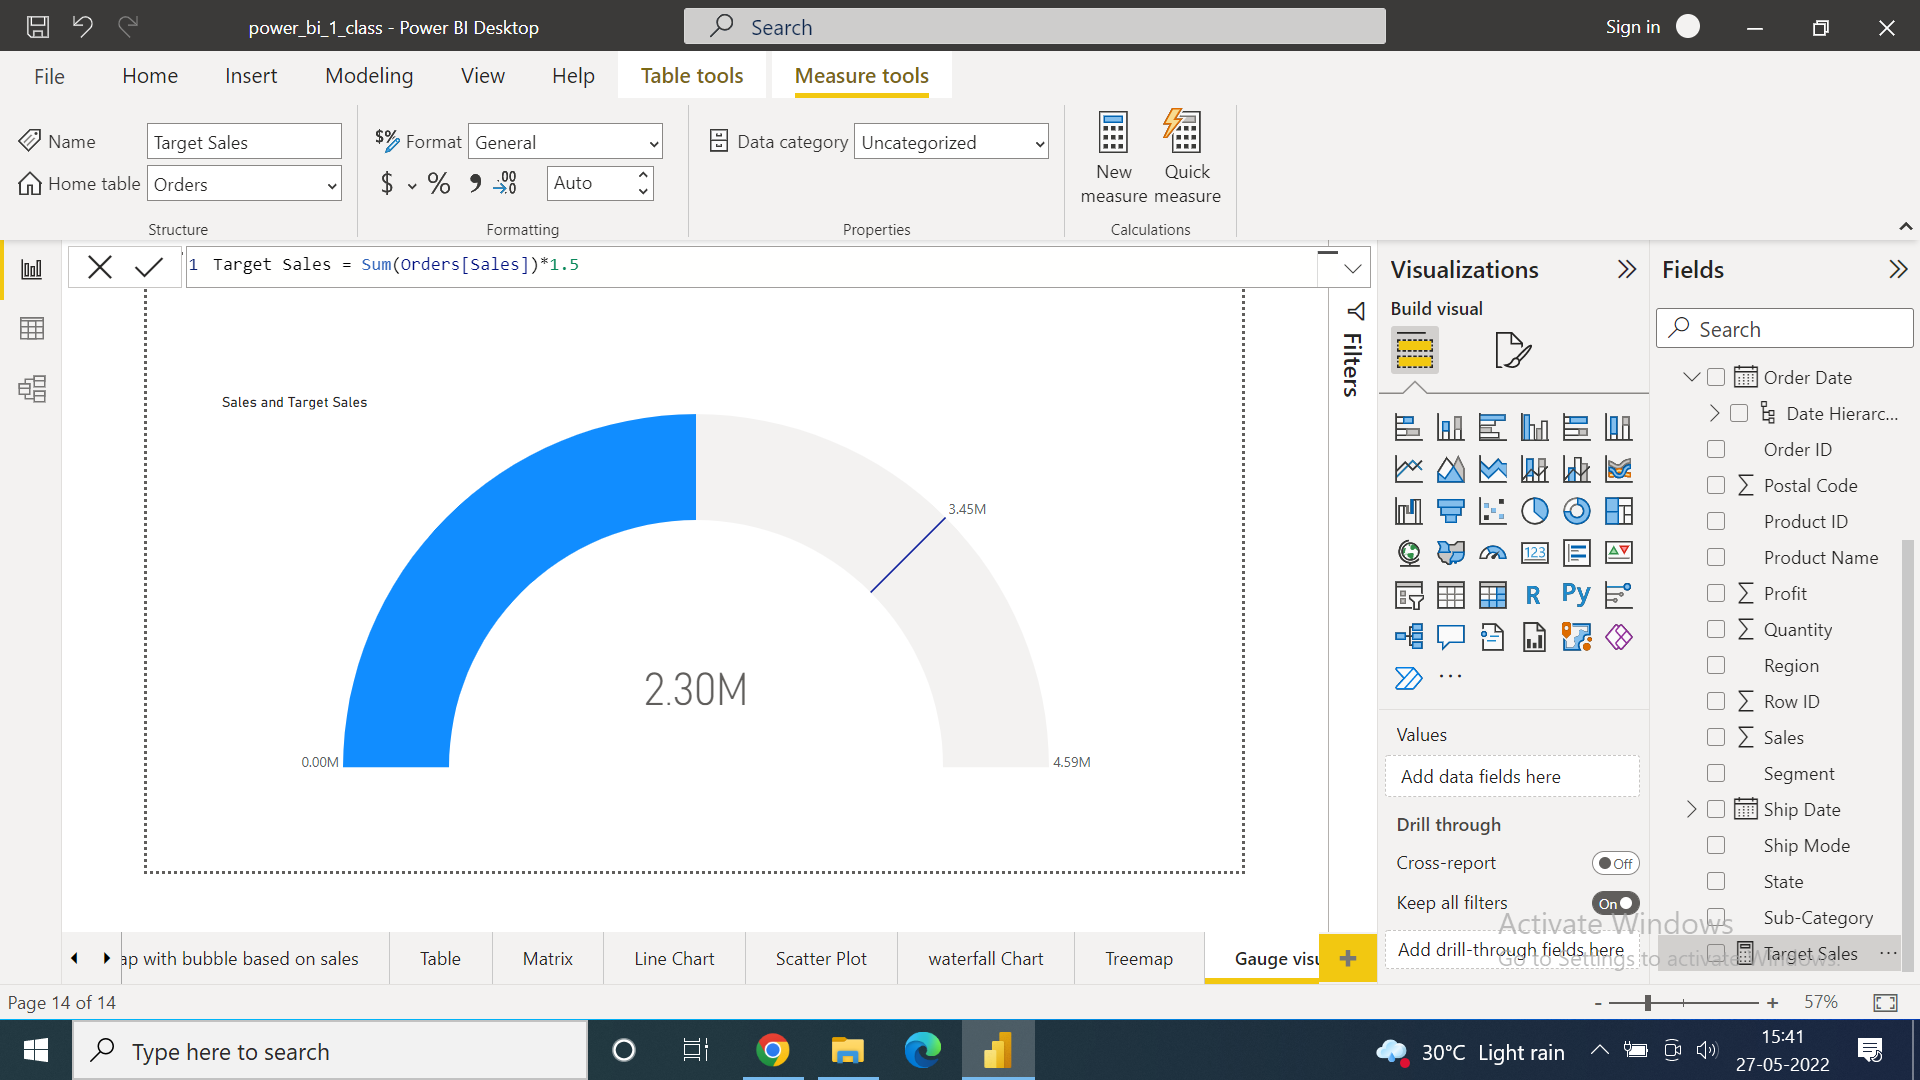 power_bi_1_class - Power BI Desktop
Search
Sign in
File
Home
Insert
Modeling
View
Help
Table tools
Measure tools
Name
Target Sales
Home table
Orders
Structure
$% Format
General
$ % , .00 →0
Auto
Formatting
Data category
Uncategorized
Properties
New measure
Quick measure
Calculations
1 Target Sales = Sum(Orders[Sales])*1.5
Sales and Target Sales
3.45M
2.30M
0.00M
4.59M
Filters
Visualizations
Build visual
123
R
Py
...
Values
Add data fields here
Drill through
Cross-report
Off
Keep all filters
On
Add drill-through fields here
Fields
Search
Order Date
Date Hierarc...
Order ID
Postal Code
Product ID
Product Name
Profit
Quantity
Region
Row ID
Sales
Segment
Ship Date
Ship Mode
State
Sub-Category
Target Sales
...
Activate Windows
Go to Settings to activate Windows.
ap with bubble based on sales
Table
Matrix
Line Chart
Scatter Plot
waterfall Chart
Treemap
Gauge visu
+
Page 14 of 14
- + 57%
Type here to search
30°C Light rain
15:41
27-05-2022